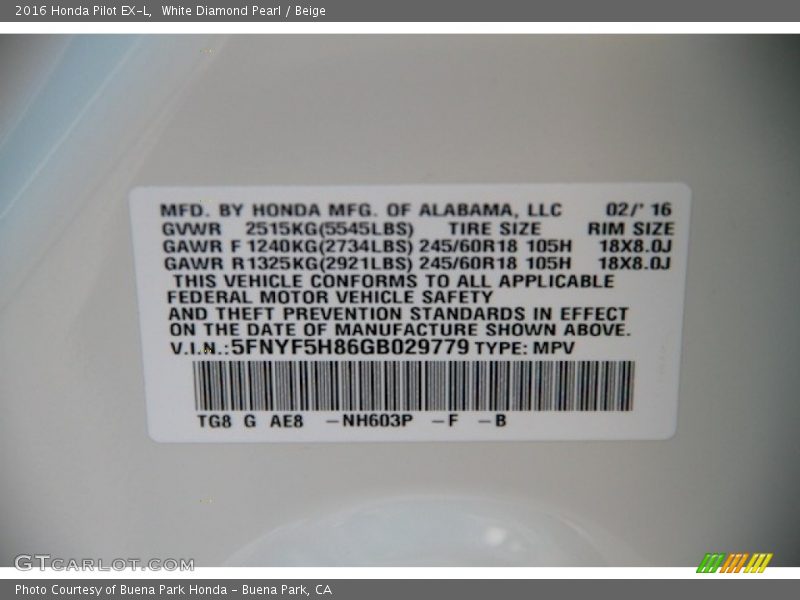 2016 Honda Pilot EX-L, White Diamond Pearl / Beige
MFD. BY HONDA MFG. OF ALABAMA, LLC 02/' 16
GVWR 2515KG(5545LBS) TIRE SIZE RIM SIZE
GAWR F 1240KG(2734LBS) 245/60R18 105H 18X8.0J
GAWR R1325KG(2921LBS) 245/60R18 105H 18X8.0J
THIS VEHICLE CONFORMS TO ALL APPLICABLE
FEDERAL MOTOR VEHICLE SAFETY
AND THEFT PREVENTION STANDARDS IN EFFECT
ON THE DATE OF MANUFACTURE SHOWN ABOVE.
V.I.N.:5FNYF5H86GB029779 TYPE: MPV
TG8 G AE8 -NH603P -F -B
GTCARLOT.COM
Photo Courtesy of Buena Park Honda - Buena Park, CA